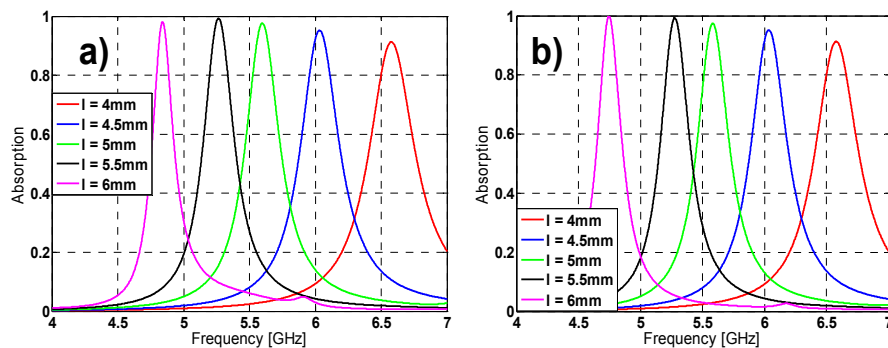 a)
1
0.8
0.6
0.4
0.2
0
Absorption
l = 4mm
l = 4.5mm
l = 5mm
l = 5.5mm
l = 6mm
4 4.5 5 5.5 6 6.5 7
Frequency [GHz]
b)
1
0.8
0.6
0.4
0.2
0
Absorption
l = 4mm
l = 4.5mm
l = 5mm
l = 5.5mm
l = 6mm
4 4.5 5 5.5 6 6.5 7
Frequency [GHz]